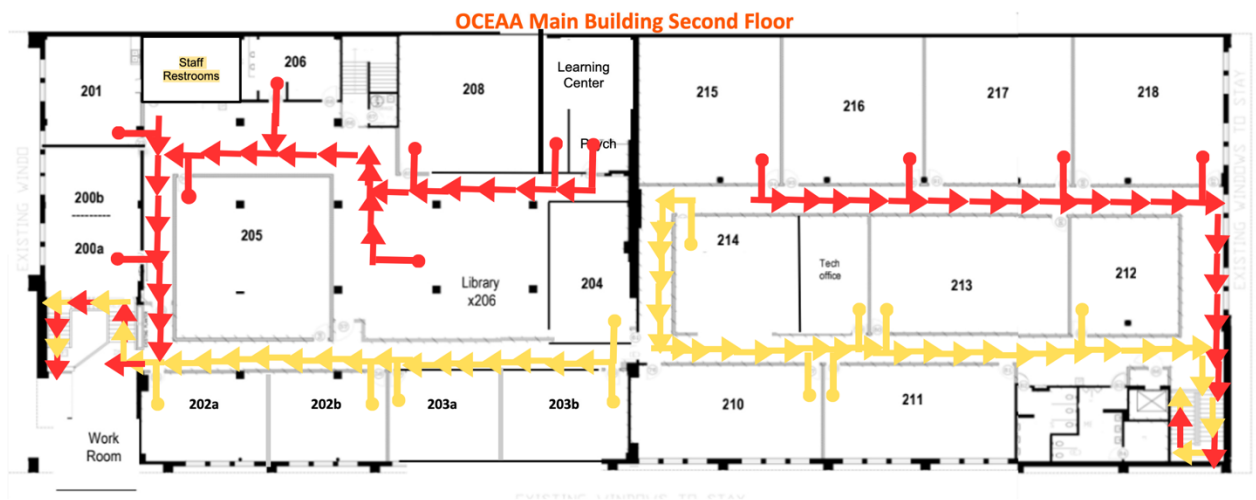 OCEAA Main Building Second Floor
201
Staff
Restrooms
206
208
Learning
Center
Psych
215
216
217
218
EXISTING WINDO
EXISTING WINDOWS TO STAY
200b
200a
205
Library
x206
204
214
Tech
office
213
212
202a
202b
203a
203b
210
211
Work
Room
EXISTING WINDOWS TO STAY